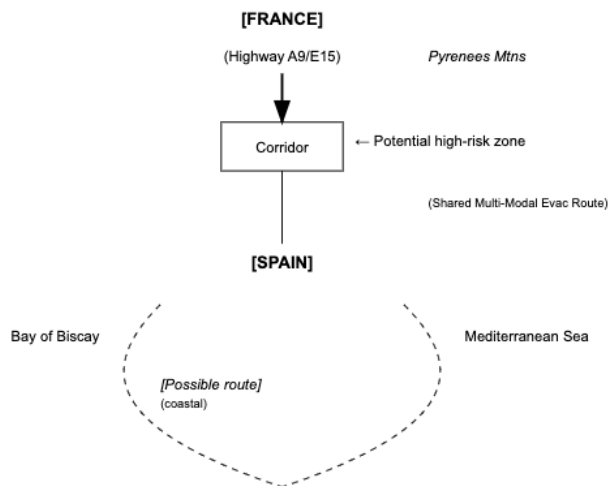 [FRANCE]
(Highway A9/E15)
Pyrenees Mtns
Corridor
← Potential high-risk zone
(Shared Multi-Modal Evac Route)
[SPAIN]
Bay of Biscay
Mediterranean Sea
[Possible route]
(coastal)